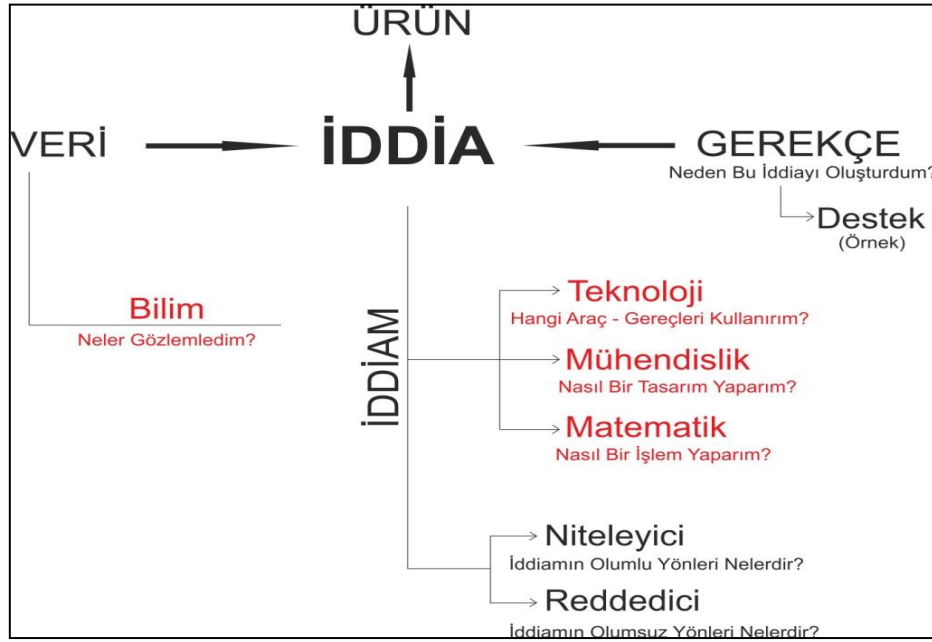 ÜRÜN
VERİ
İDDİA
GEREKÇE
Neden Bu İddiayı Oluşturdum?
Destek
(Örnek)
Bilim
Neler Gözlemledim?
İDDİAM
Teknoloji
Hangi Araç - Gereçleri Kullanırım?
Mühendislik
Nasıl Bir Tasarım Yaparım?
Matematik
Nasıl Bir İşlem Yaparım?
Niteleyici
İddiamın Olumlu Yönleri Nelerdir?
Reddedici
İddiamın Olumsuz Yönleri Nelerdir?